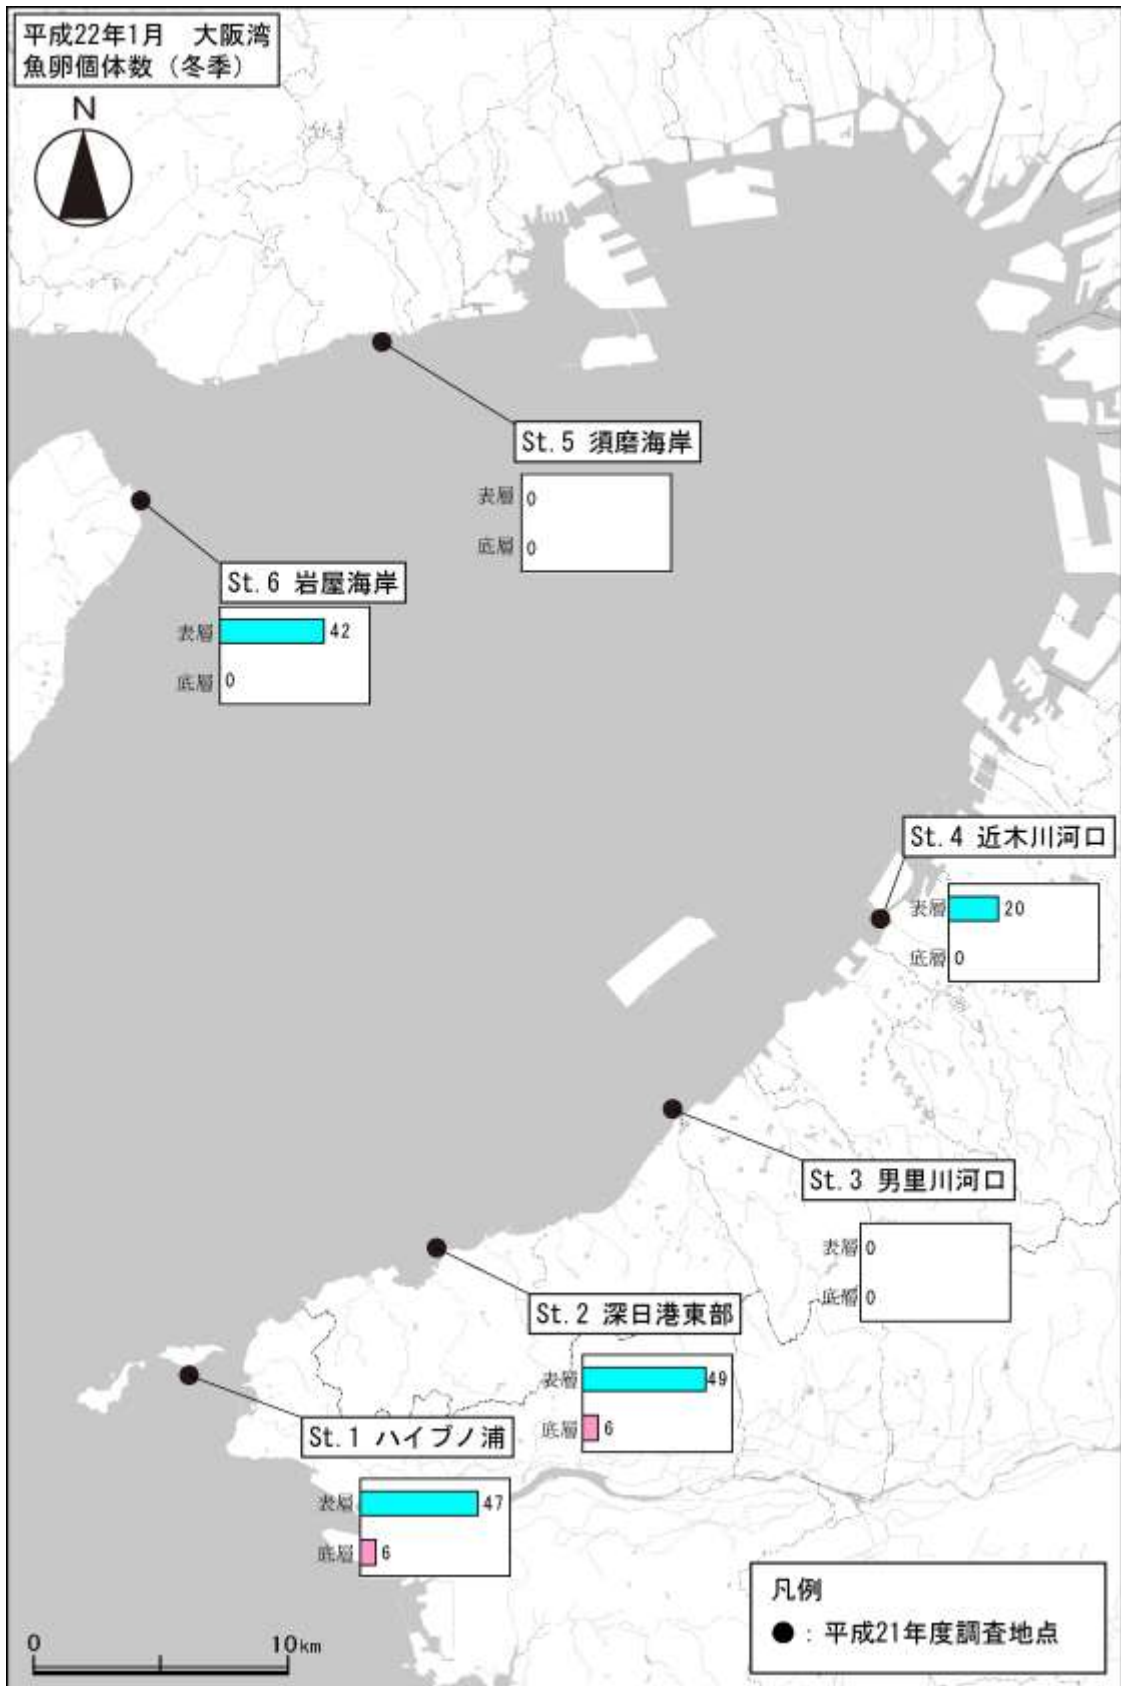 平成22年1月 大阪湾
魚卵個体数（冬季）
N
St.5 須磨海岸
表層 0
底層 0
St.6 岩屋海岸
表層 42
底層 0
St.4 近木川河口
表層 20
底層 0
St.3 男里川河口
表層 0
底層 0
St.2 深日港東部
表層 49
底層 6
St.1 ハイブノ浦
表層 47
底層 6
凡例
●：平成21年度調査地点
0 10km